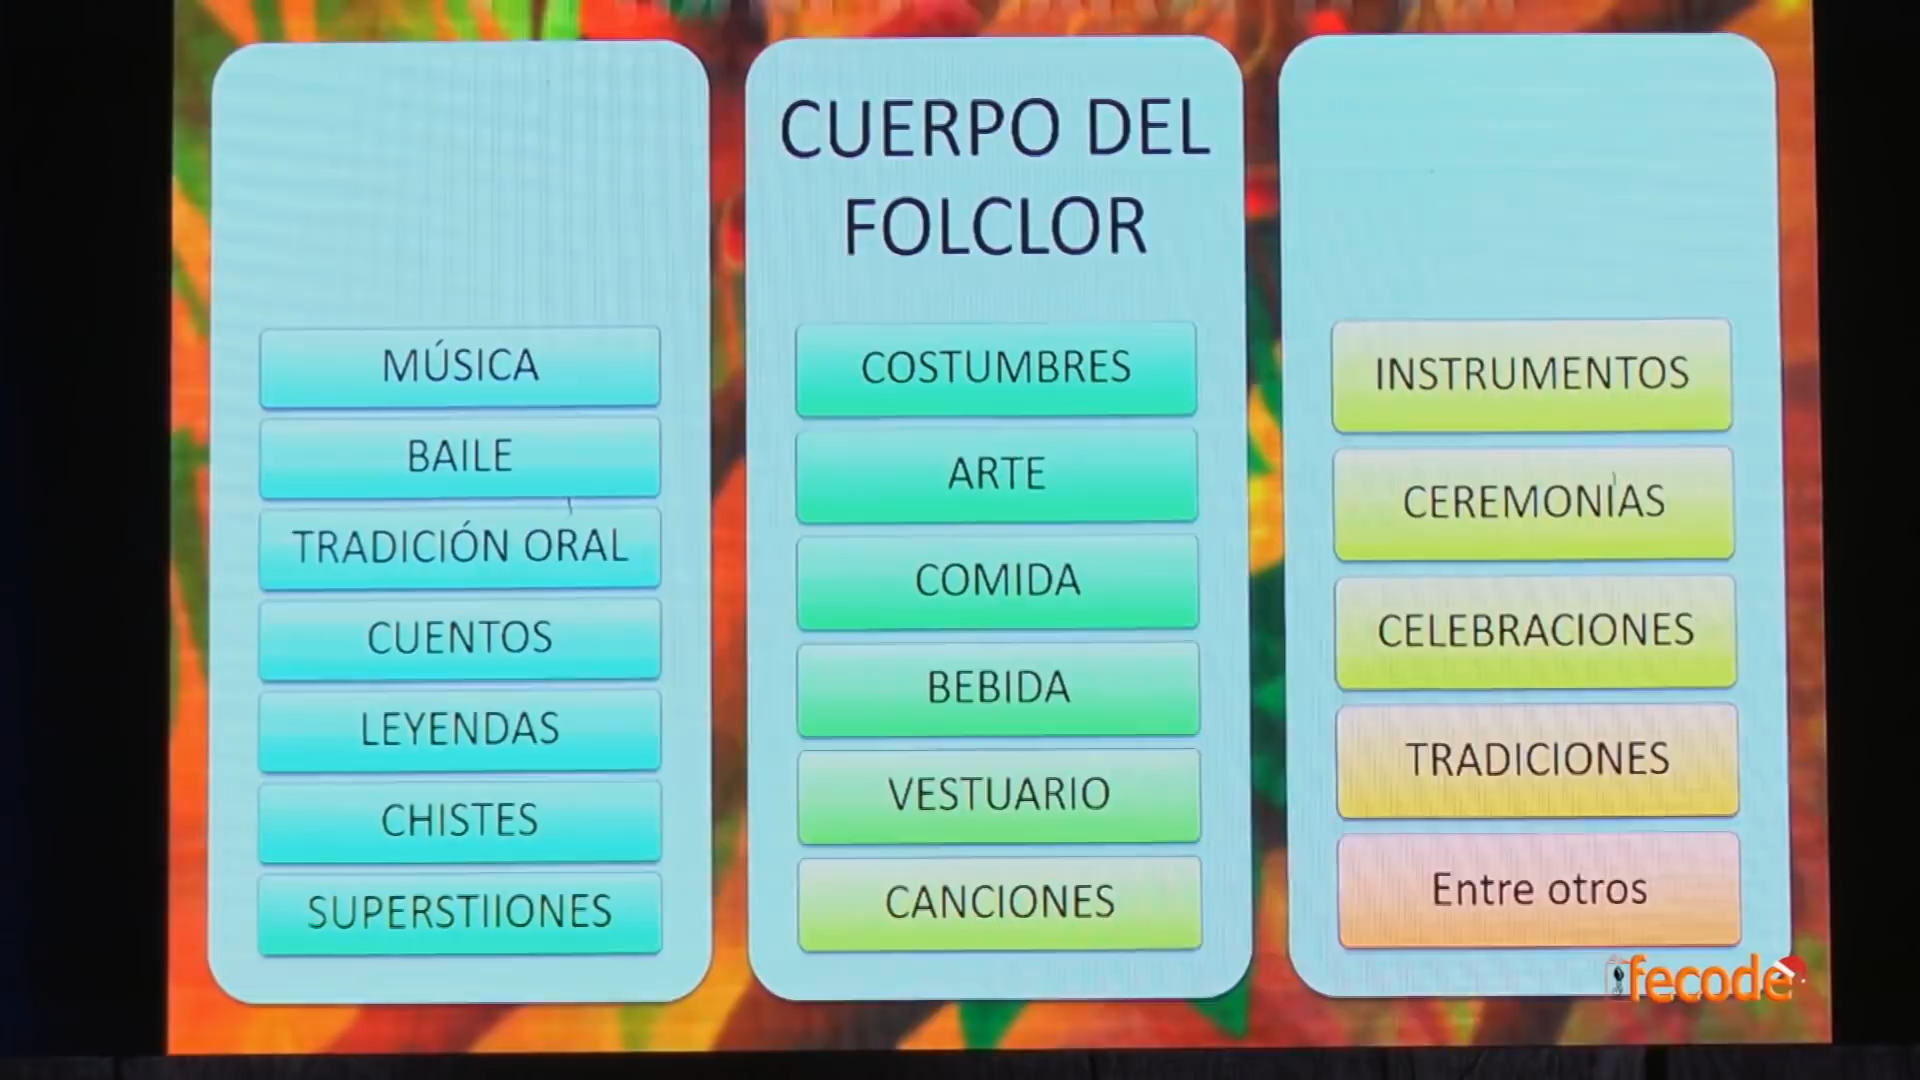 CUERPO DEL
FOLCLOR
MÚSICA
BAILE
TRADICIÓN ORAL
CUENTOS
LEYENDAS
CHISTES
SUPERSTIIONES
COSTUMBRES
ARTE
COMIDA
BEBIDA
VESTUARIO
CANCIONES
INSTRUMENTOS
CEREMONIAS
CELEBRACIONES
TRADICIONES
Entre otros
fecode